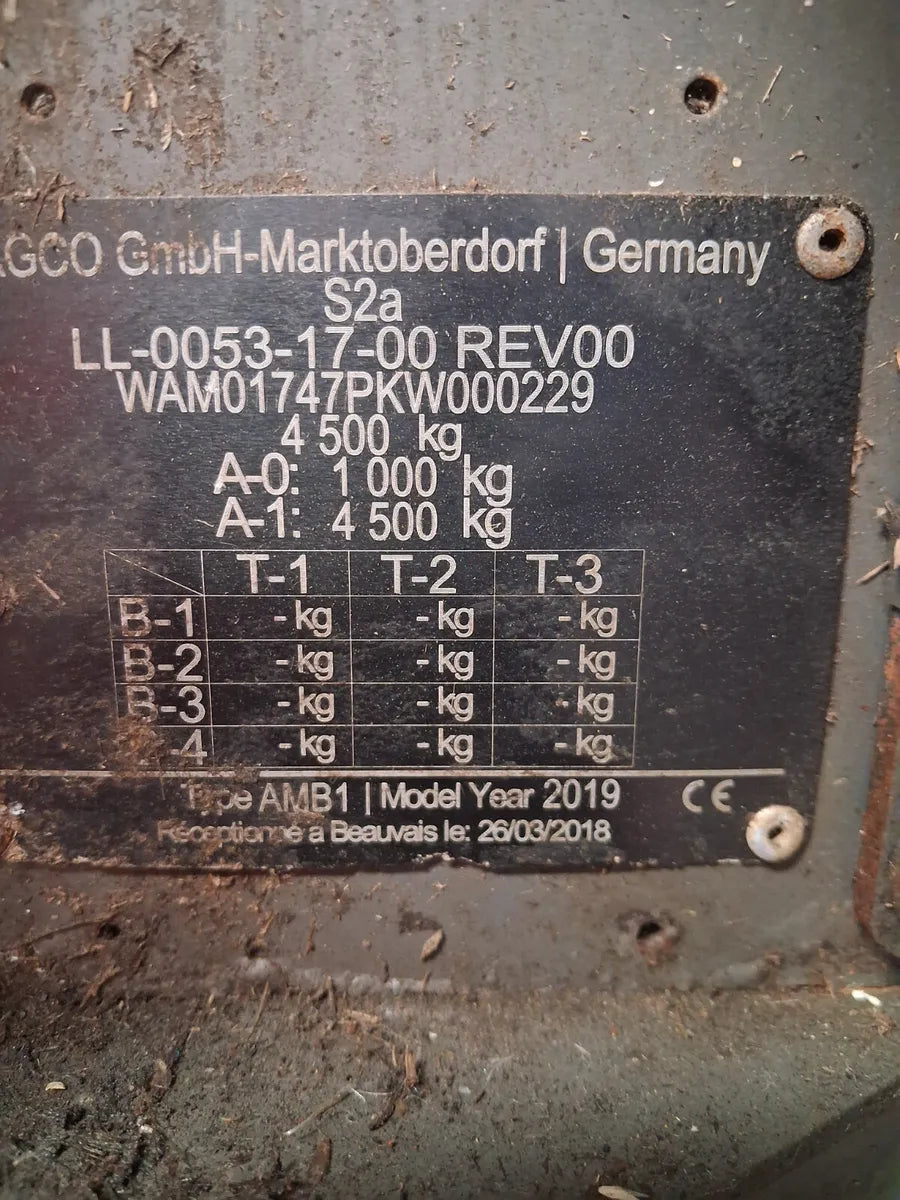 AGCO GmbH-Marktoberdorf | Germany
S2a
LL-0053-17-00 REV00
WAM01747PKW000229
4 500 kg
A-0: 1 000 kg
A-1: 4 500 kg
T-1 T-2 T-3
B-1 - kg - kg - kg
B-2 - kg - kg - kg
B-3 - kg - kg - kg
B-4 - kg - kg - kg
Type AMB1 | Model Year 2019 CE
Réceptionné à Beauvais le: 26/03/2018